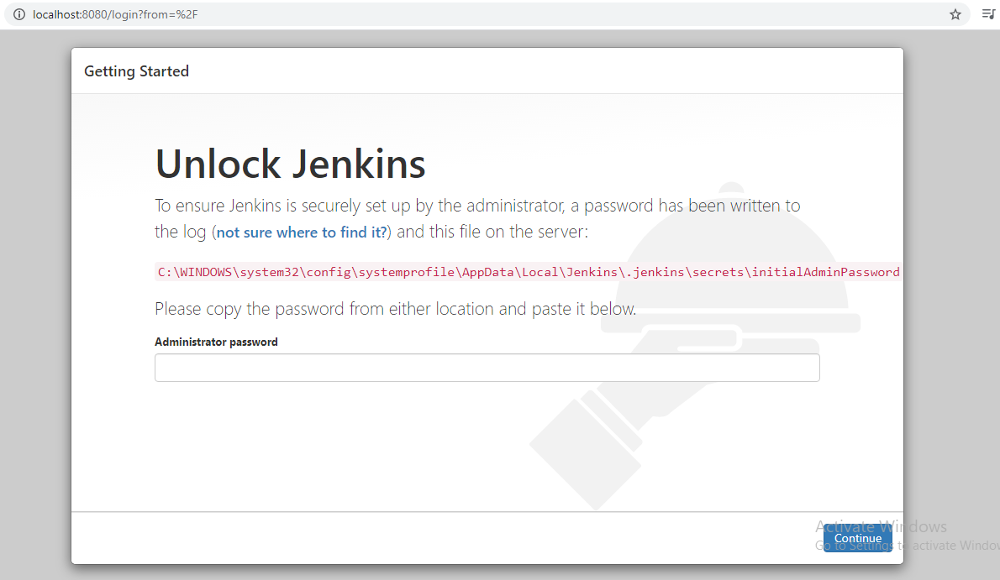 localhost:8080/login?from=%2F
Getting Started
Unlock Jenkins
To ensure Jenkins is securely set up by the administrator, a password has been written to
the log (not sure where to find it?) and this file on the server:
C:\WINDOWS\system32\config\systemprofile\AppData\Local\Jenkins\.jenkins\secrets\initialAdminPassword
Please copy the password from either location and paste it below.
Administrator password
Activate Windows
Continue
Go to Settings to activate Window